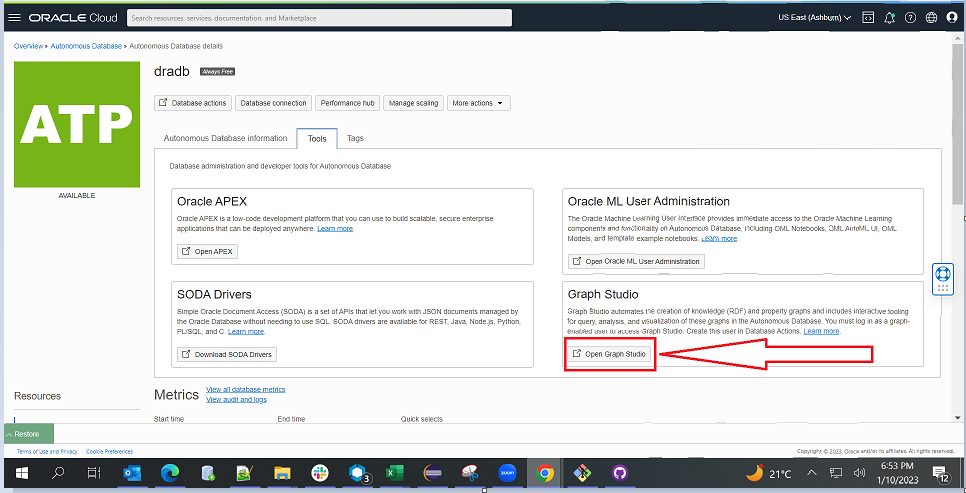 ORACLE Cloud
Search resources, services, documentation, and Marketplace
US East (Ashburn)
Overview » Autonomous Database » Autonomous Database details
ATP
AVAILABLE
dradb
Always Free
Database actions
Database connection
Performance hub
Manage scaling
More actions
Autonomous Database information
Tools
Tags
Database administration and developer tools for Autonomous Database
Oracle APEX
Oracle APEX is a low-code development platform that you can use to build scalable, secure enterprise
applications that can be deployed anywhere. Learn more.
Open APEX
Oracle ML User Administration
The Oracle Machine Learning User Interface provides immediate access to the Oracle Machine Learning
components and functionality on Autonomous Database, including OML Notebooks, OML AutoML UI, OML
Models, and template example notebooks. Learn more.
Open Oracle ML User Administration
SODA Drivers
Simple Oracle Document Access (SODA) is a set of APIs that let you work with JSON documents managed by
the Oracle Database without needing to use SQL. SODA drivers are available for REST, Java, Node.js, Python,
PL/SQL, and C. Learn more.
Download SODA Drivers
Graph Studio
Graph Studio automates the creation of knowledge (RDF) and property graphs and includes interactive tooling
for query, analysis, and visualization of these graphs in the Autonomous Database. You must log in as a graph-
enabled user to access Graph Studio. Create this user in Database Actions. Learn more.
Open Graph Studio
Resources
Metrics
View all database metrics
View audit and logs
Start time
End time
Quick selects
Restore
Terms of Use and Privacy
Cookie Preferences
Copyright © 2023, Oracle and/or its affiliates. All rights reserved.
3
zoom
21°C
6:53 PM
1/10/2023
12